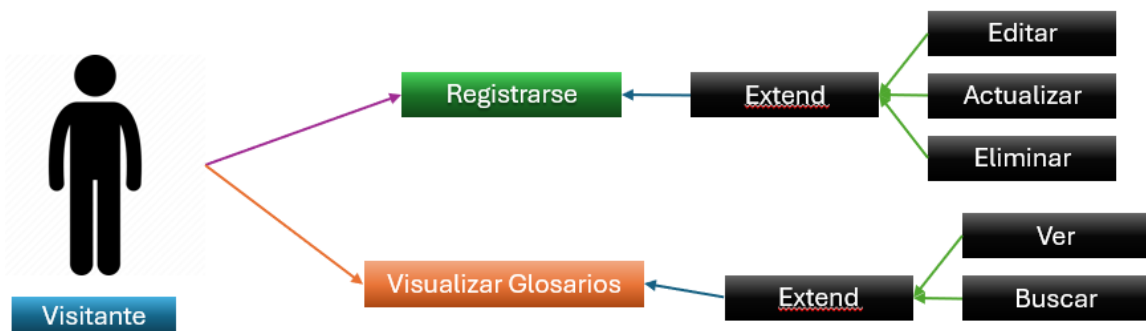 Editar
Registrarse
Extend
Actualizar
Eliminar
Ver
Visualizar Glosarios
Extend
Buscar
Visitante